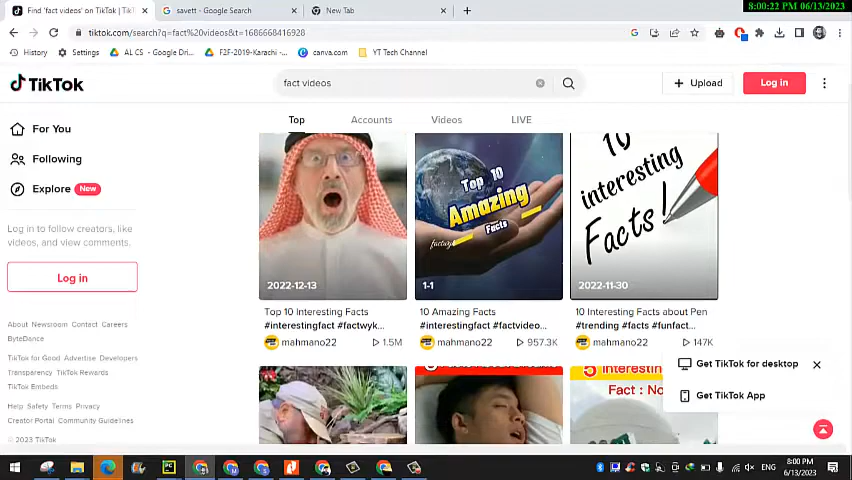 8:00:22 PM 06/13/2023
Find 'fact videos' on TikTok | Tik
savett - Google Search
New Tab
tiktok.com/search?q=fact%20videos&t=1686668416928
History
Settings
AL CS - Google Dri...
F2F-2019-Karachi -...
canva.com
YT Tech Channel
TikTok
fact videos
Upload
Log in
Top
Accounts
Videos
LIVE
For You
Following
Explore
New
Log in to follow creators, like
videos, and view comments.
Log in
About Newsroom Contact Careers
ByteDance
TikTok for Good Advertise Developers
Transparency TikTok Rewards
TikTok Embeds
Help Safety Terms Privacy
Creator Portal Community Guidelines
© 2023 TikTok
2022-12-13
Top 10 Interesting Facts
#interestingfact #factwyk...
mahmano22
1.5M
Top 10
Amazing
Facts
1-1
10 Amazing Facts
#interestingfact #factvideo...
mahmano22
957.3K
10
interesting
Facts!
2022-11-30
10 Interesting Facts about Pen
#trending #facts #funfact...
mahmano22
147K
5 Interesting
Fact : No
Get TikTok for desktop
Get TikTok App
ENG
8:00 PM
6/13/2023